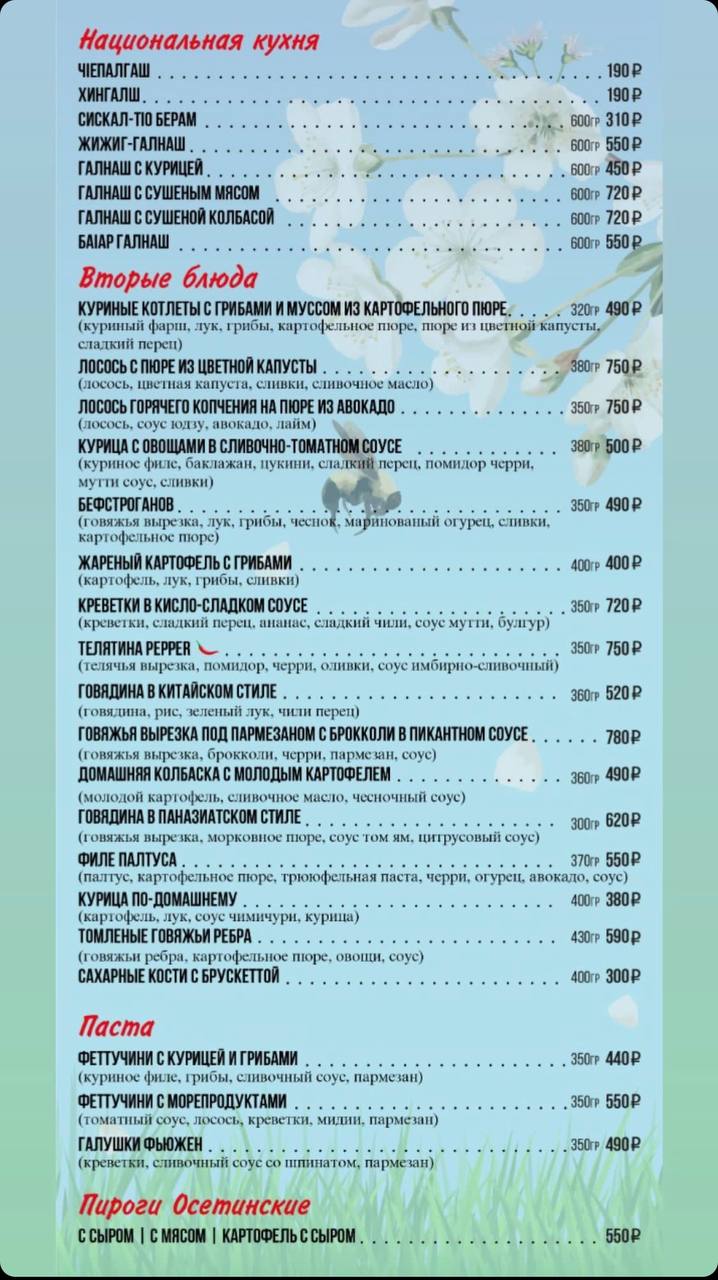 Национальная кухня
ЧІЕПАЛГАШ 190 ₽
ХИНГАЛШ 190 ₽
СИСКАЛ-ТІО БЕРАМ 600гр 310 ₽
ЖИЖИГ-ГАЛНАШ 600гр 550 ₽
ГАЛНАШ С КУРИЦЕЙ 600гр 450 ₽
ГАЛНАШ С СУШЕНЫМ МЯСОМ 600гр 720 ₽
ГАЛНАШ С СУШЕНОЙ КОЛБАСОЙ 600гр 720 ₽
БАІАР ГАЛНАШ 600гр 550 ₽
Вторые блюда
КУРИНЫЕ КОТЛЕТЫ С ГРИБАМИ И МУССОМ ИЗ КАРТОФЕЛЬНОГО ПЮРЕ 320гр 490 ₽
(куриный фарш, лук, грибы, картофельное пюре, пюре из цветной капусты,
сладкий перец)
ЛОСОСЬ С ПЮРЕ ИЗ ЦВЕТНОЙ КАПУСТЫ 380гр 750 ₽
(лосось, цветная капуста, сливки, сливочное масло)
ЛОСОСЬ ГОРЯЧЕГО КОПЧЕНИЯ НА ПЮРЕ ИЗ АВОКАДО 350гр 750 ₽
(лосось, соус юдзу, авокадо, лайм)
КУРИЦА С ОВОЩАМИ В СЛИВОЧНО-ТОМАТНОМ СОУСЕ 380гр 500 ₽
(куриное филе, баклажан, цукини, сладкий перец, помидор черри,
мутти соус, сливки)
БЕФСТРОГАНОВ 350гр 490 ₽
(говяжья вырезка, лук, грибы, чеснок, маринованый огурец, сливки,
картофельное пюре)
ЖАРЕНЫЙ КАРТОФЕЛЬ С ГРИБАМИ 400гр 400 ₽
(картофель, лук, грибы, сливки)
КРЕВЕТКИ В КИСЛО-СЛАДКОМ СОУСЕ 350гр 720 ₽
(креветки, сладкий перец, ананас, сладкий чили, соус мутти, булгур)
ТЕЛЯТИНА PEPPER 350гр 750 ₽
(телячья вырезка, помидор, черри, оливки, соус имбирно-сливочный)
ГОВЯДИНА В КИТАЙСКОМ СТИЛЕ 360гр 520 ₽
(говядина, рис, зеленый лук, чили перец)
ГОВЯЖЬЯ ВЫРЕЗКА ПОД ПАРМЕЗАНОМ С БРОККОЛИ В ПИКАНТНОМ СОУСЕ 780 ₽
(говяжья вырезка, брокколи, черри, пармезан, соус)
ДОМАШНЯЯ КОЛБАСКА С МОЛОДЫМ КАРТОФЕЛЕМ 360гр 490 ₽
(молодой картофель, сливочное масло, чесночный соус)
ГОВЯДИНА В ПАНАЗИАТСКОМ СТИЛЕ 300гр 620 ₽
(говяжья вырезка, морковное пюре, соус том ям, цитрусовый соус)
ФИЛЕ ПАЛТУСА 370гр 550 ₽
(палтус, картофельное пюре, трююфельная паста, черри, огурец, авокадо, соус)
КУРИЦА ПО-ДОМАШНЕМУ 400гр 380 ₽
(картофель, лук, соус чимичури, курица)
ТОМЛЕНЫЕ ГОВЯЖЬИ РЕБРА 430гр 590 ₽
(говяжьи ребра, картофельное пюре, овощи, соус)
САХАРНЫЕ КОСТИ С БРУСКЕТТОЙ 400гр 300 ₽
Паста
ФЕТТУЧИНИ С КУРИЦЕЙ И ГРИБАМИ 350гр 440 ₽
(куриное филе, грибы, сливочный соус, пармезан)
ФЕТТУЧИНИ С МОРЕПРОДУКТАМИ 350гр 550 ₽
(томатный соус, лосось, креветки, мидии, пармезан)
ГАЛУШКИ ФЬЮЖЕН 350гр 490 ₽
(креветки, сливочный соус со шпинатом, пармезан)
Пироги Осетинские
С СЫРОМ | С МЯСОМ | КАРТОФЕЛЬ С СЫРОМ 550 ₽